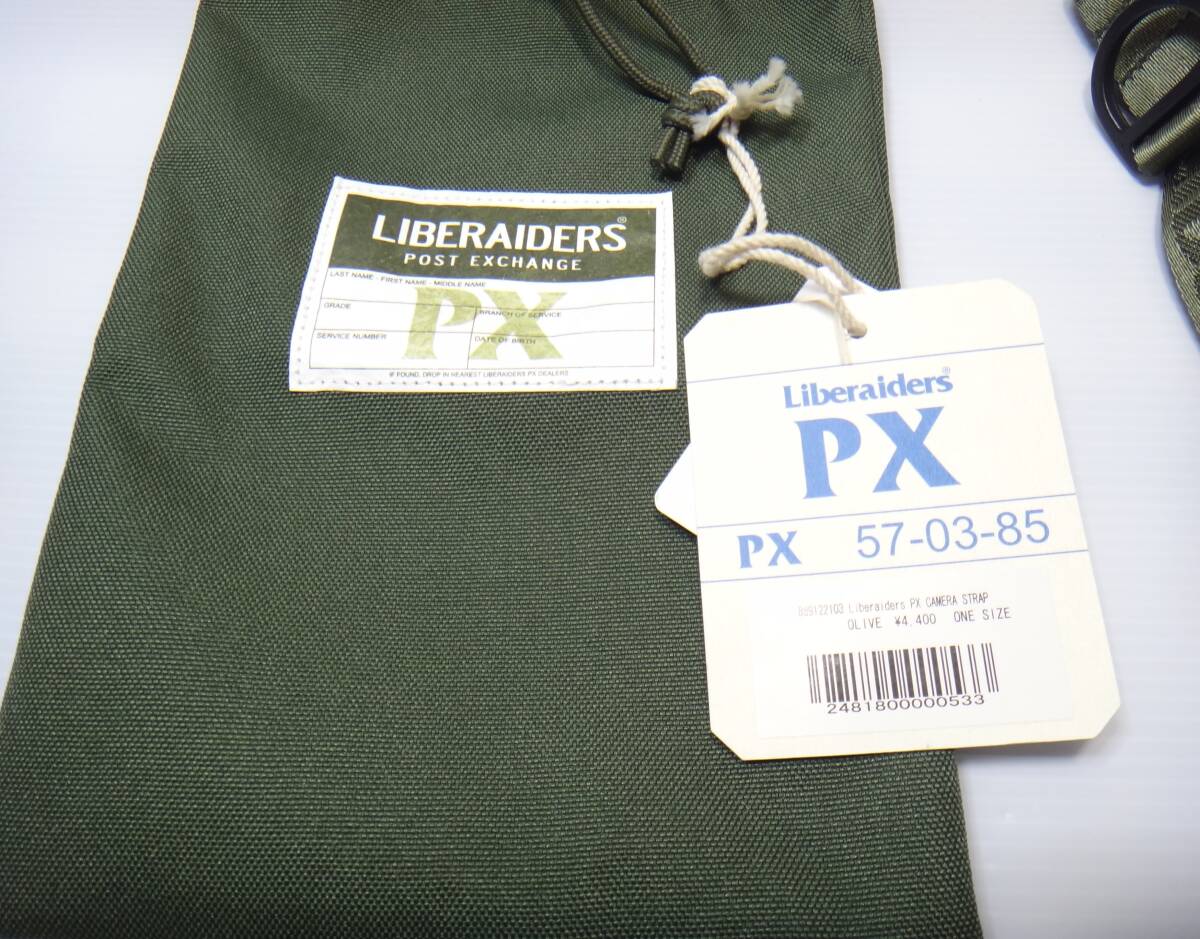 LIBERAIDERS®
POST EXCHANGE
LAST NAME - FIRST NAME - MIDDLE NAME
PX
GRADE
BRANCH OF SERVICE
SERVICE NUMBER
DATE OF BIRTH
IF FOUND, DROP IN NEAREST LIBERAIDERS PX DEALERS
Liberaiders®
PX
PX 57-03-85
Liberaiders PX CAMERA STRAP
OLIVE ¥4,400 ONE SIZE
2481800000533